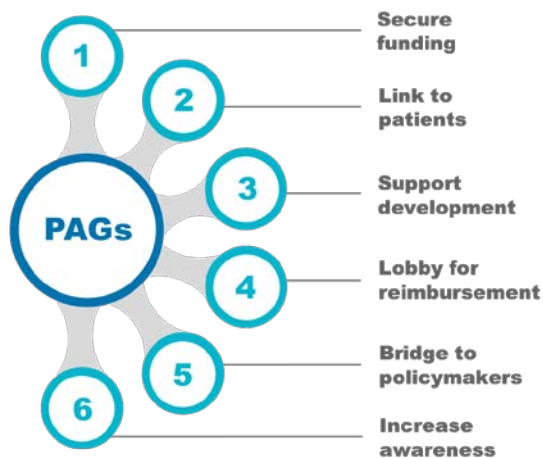 PAGs
1
Secure
funding
2
Link to
patients
3
Support
development
4
Lobby for
reimbursement
5
Bridge to
policymakers
6
Increase
awareness